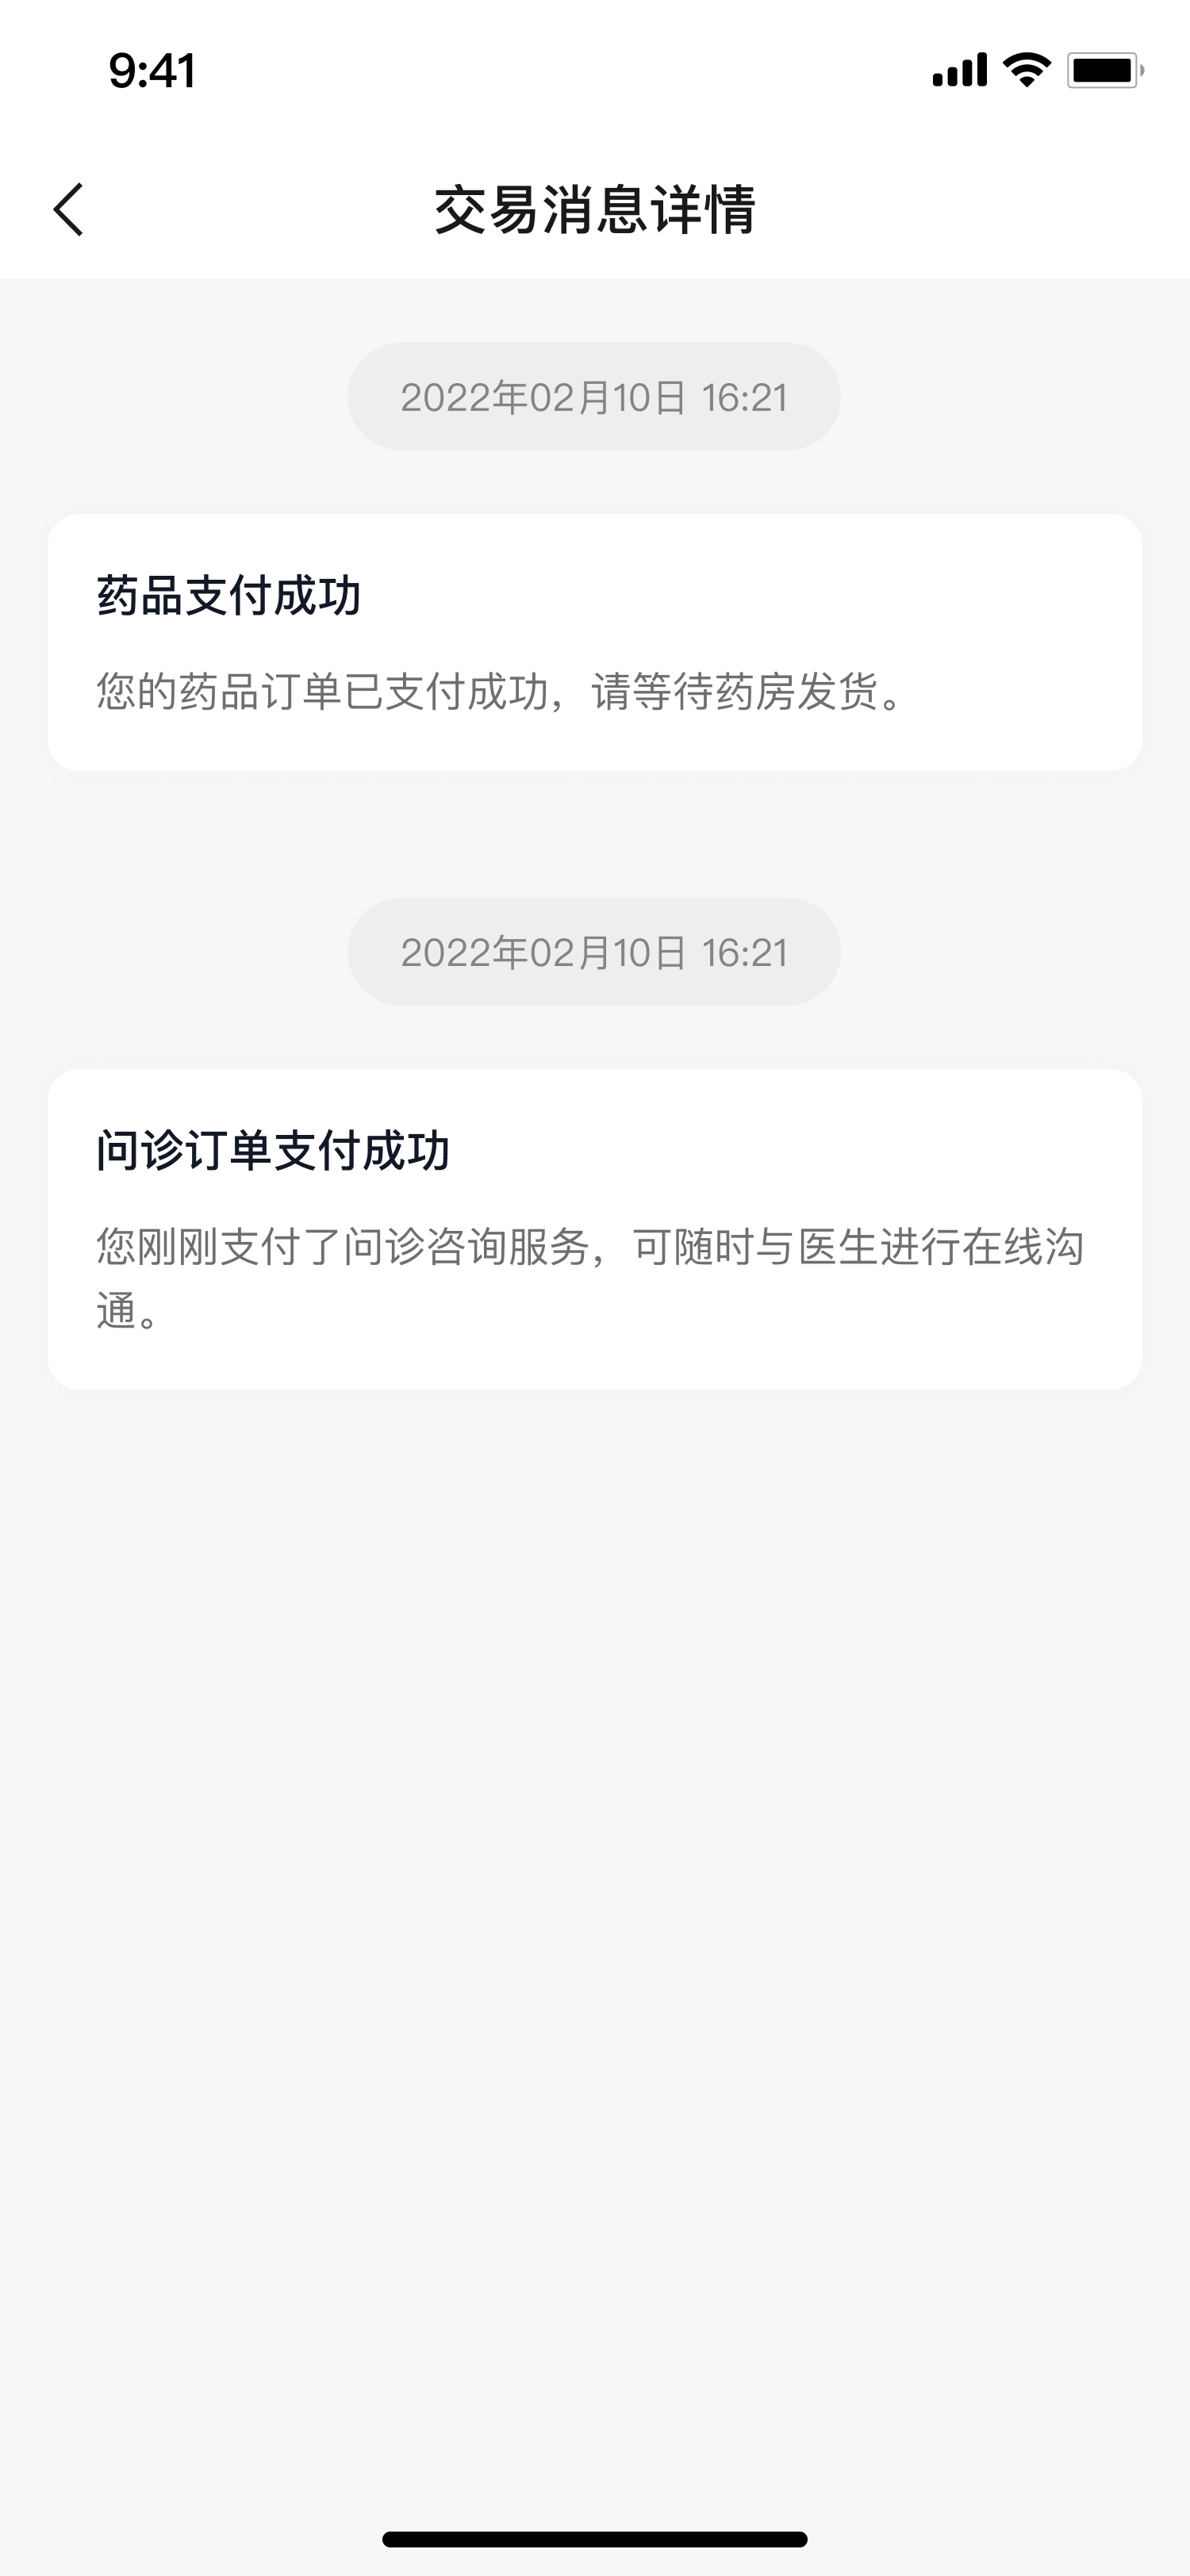 9:41
交易消息详情
2022年02月10日 16:21
药品支付成功
您的药品订单已支付成功，请等待药房发货。
2022年02月10日 16:21
问诊订单支付成功
您刚刚支付了问诊咨询服务，可随时与医生进行在线沟
通。